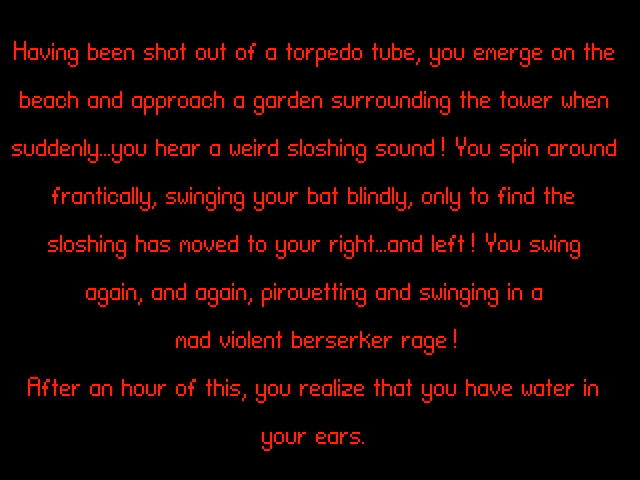 Having been shot out of a torpedo tube, you emerge on the
beach and approach a garden surrounding the tower when
suddenly...you hear a weird sloshing sound! You spin around
frantically, swinging your bat blindly, only to find the
sloshing has moved to your right...and left! You swing
again, and again, pirouetting and swinging in a
mad violent berserker rage!
After an hour of this, you realize that you have water in
your ears.